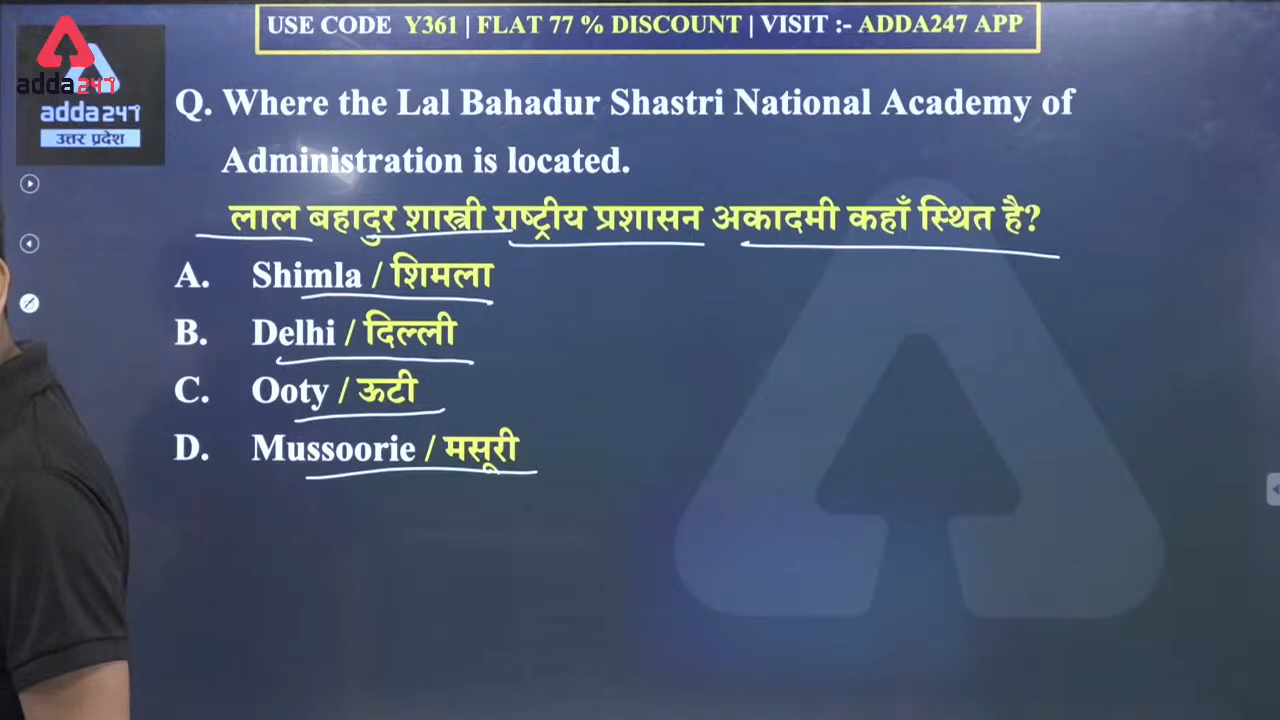 USE CODE Y361 | FLAT 77 % DISCOUNT | VISIT :- ADDA247 APP
adda247
adda247
उत्तर प्रदेश
Q. Where the Lal Bahadur Shastri National Academy of
Administration is located.
लाल बहादुर शास्त्री राष्ट्रीय प्रशासन अकादमी कहाँ स्थित है?
A. Shimla / शिमला
B. Delhi / दिल्ली
C. Ooty / ऊटी
D. Mussoorie / मसूरी